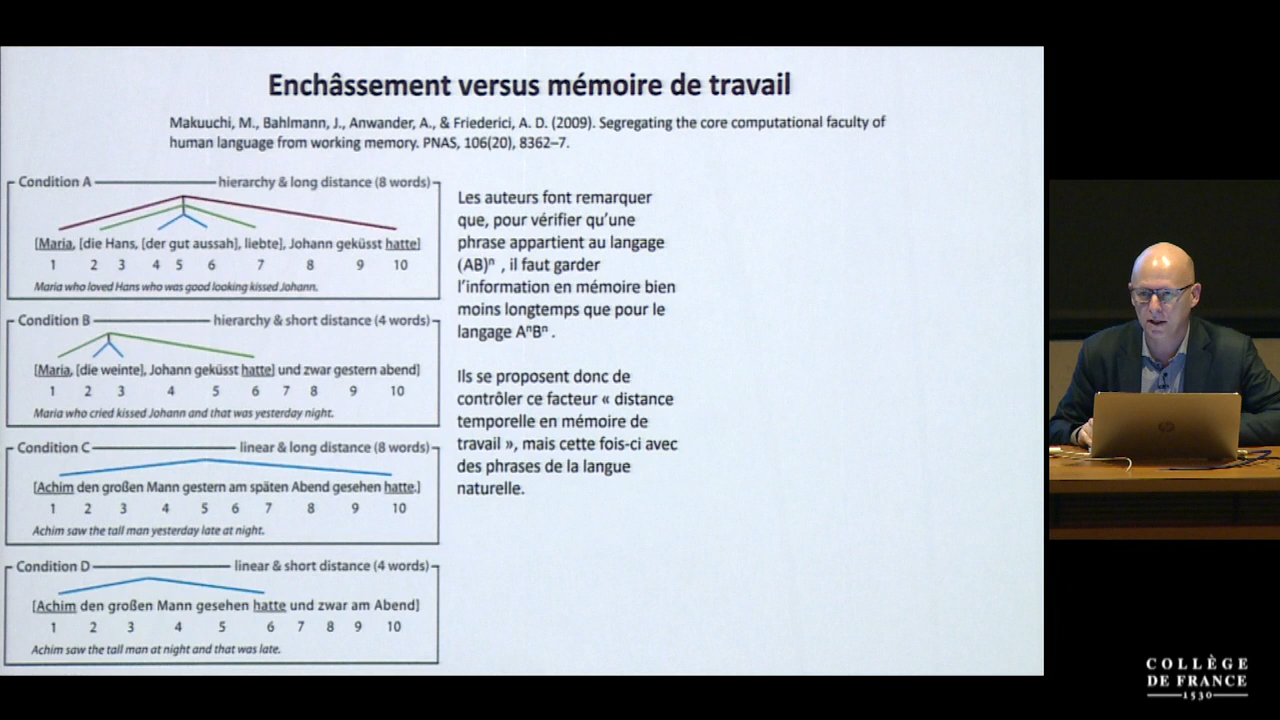 Enchâssement versus mémoire de travail
Makuuchi, M., Bahlmann, J., Anwander, A., & Friederici, A. D. (2009). Segregating the core computational faculty of
human language from working memory. PNAS, 106(20), 8362–7.
Condition A hierarchy & long distance (8 words)
[Maria, [die Hans, [der gut aussah], liebte], Johann geküsst hatte]
1 2 3 4 5 6 7 8 9 10
Maria who loved Hans who was good looking kissed Johann.
Condition B hierarchy & short distance (4 words)
[Maria, [die weinte], Johann geküsst hatte] und zwar gestern abend]
1 2 3 4 5 6 7 8 9 10
Maria who cried kissed Johann and that was yesterday night.
Condition C linear & long distance (8 words)
[Achim den großen Mann gestern am späten Abend gesehen hatte.]
1 2 3 4 5 6 7 8 9 10
Achim saw the tall man yesterday late at night.
Condition D linear & short distance (4 words)
[Achim den großen Mann gesehen hatte und zwar am Abend]
1 2 3 4 5 6 7 8 9 10
Achim saw the tall man at night and that was late.
Les auteurs font remarquer
que, pour vérifier qu'une
phrase appartient au langage
(AB)ⁿ , il faut garder
l'information en mémoire bien
moins longtemps que pour le
langage AⁿBⁿ .
Ils se proposent donc de
contrôler ce facteur « distance
temporelle en mémoire de
travail », mais cette fois-ci avec
des phrases de la langue
naturelle.
hp
COLLÈGE
DE FRANCE
1530